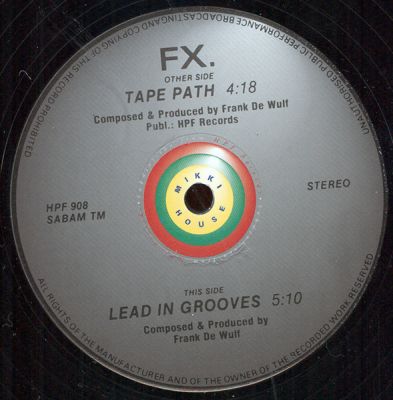 UNAUTHORISED PUBLIC PERFORMANCE BROADCASTING AND COPYING OF THIS RECORD PROHIBITED
FX.
OTHER SIDE
TAPE PATH 4:18
Composed & Produced by Frank De Wulf
Publ.: HPF Records
MIKKI
HOUSE
HPF 908
SABAM TM
STEREO
THIS SIDE
LEAD IN GROOVES 5:10
Composed & Produced by
Frank De Wulf
ALL RIGHTS OF THE MANUFACTURER AND OF THE OWNER OF THE RECORDED WORK RESERVED